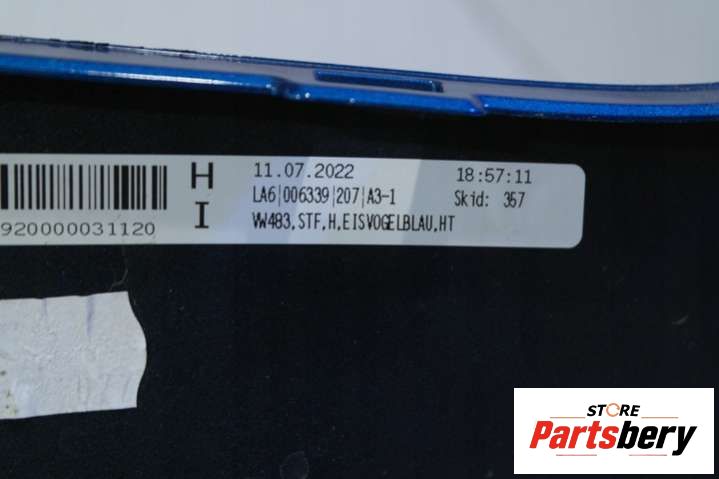 H 11.07.2022 18:57:11
LA6|006339|207|A3-1 Skid: 367
920000031120 I VW483,STF,H,EISVOGELBLAU,HT
STORE
Partsbery